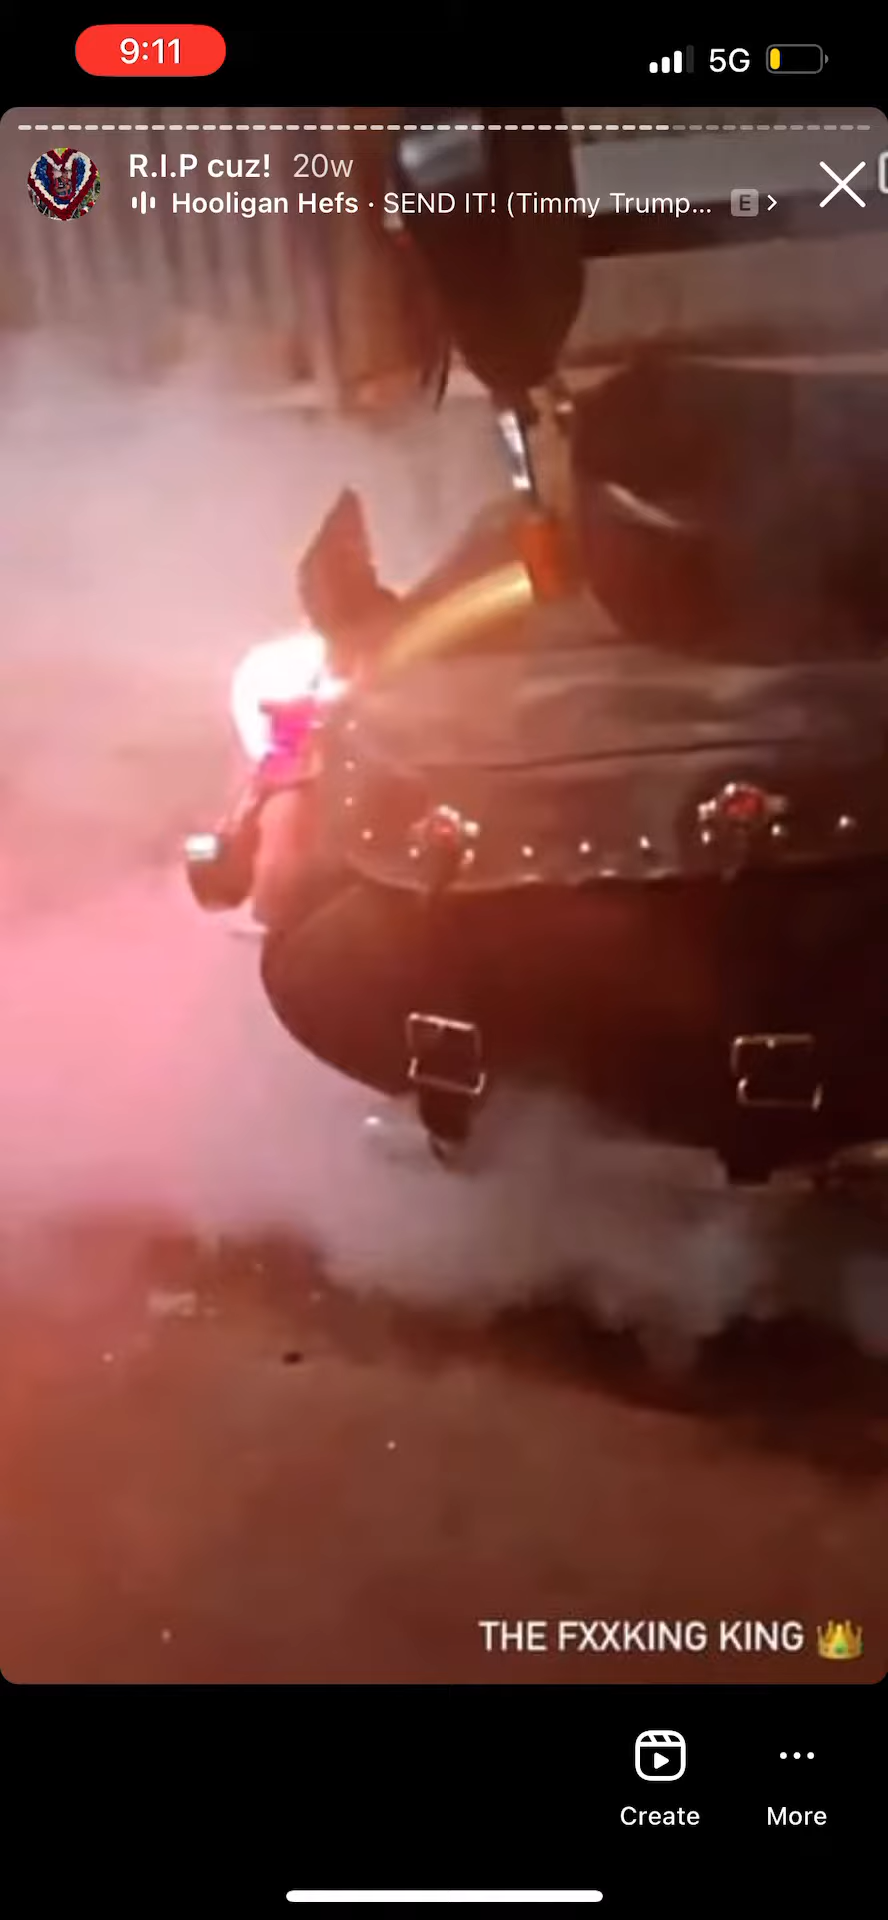 9:11
5G
R.I.P cuz! 20w
Hooligan Hefs · SEND IT! (Timmy Trump... E
THE FXXKING KING 👑
Create
More